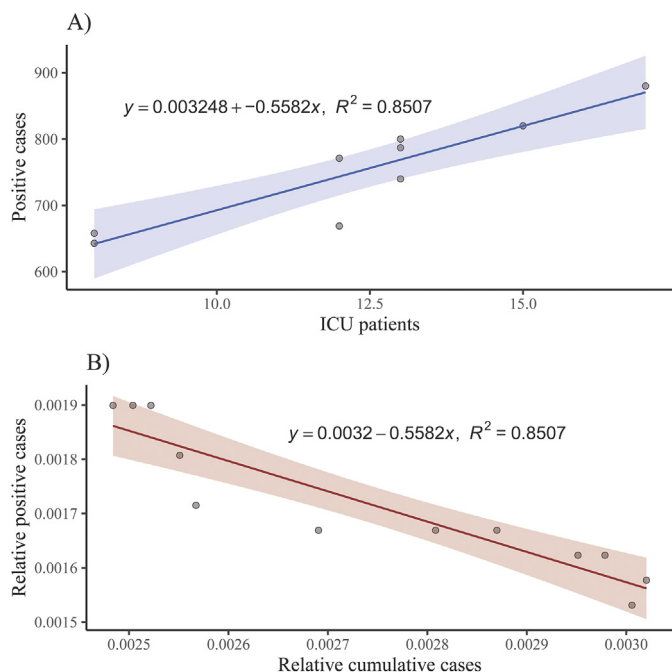 A)
Positive cases
900
800
700
600
y = 0.003248 + −0.5582x, R² = 0.8507
10.0 12.5 15.0
ICU patients
B)
Relative positive cases
0.0019
0.0018
0.0017
0.0016
0.0015
y = 0.0032 − 0.5582x, R² = 0.8507
0.0025 0.0026 0.0027 0.0028 0.0029 0.0030
Relative cumulative cases